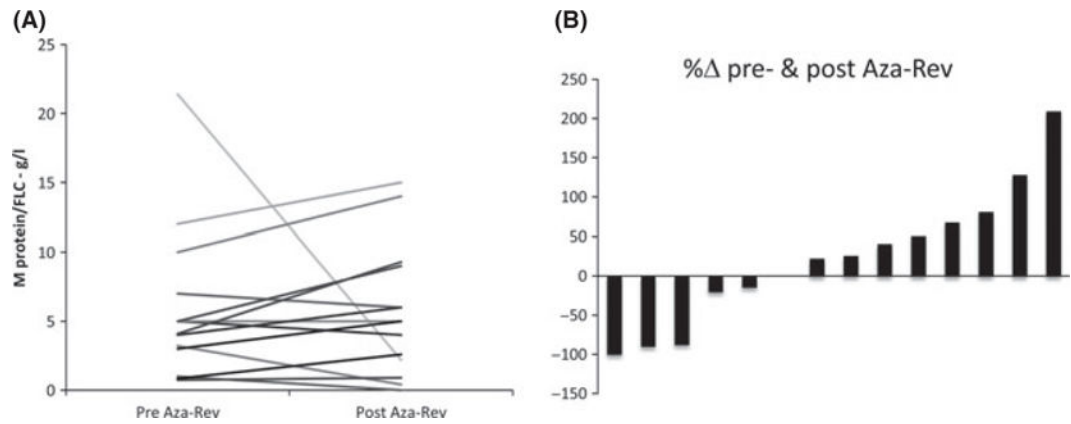 (A)
25
20
15
10
5
0
M protein/FLC - g/l
Pre Aza-Rev
Post Aza-Rev
(B)
%Δ pre- & post Aza-Rev
250
200
150
100
50
0
−50
−100
−150